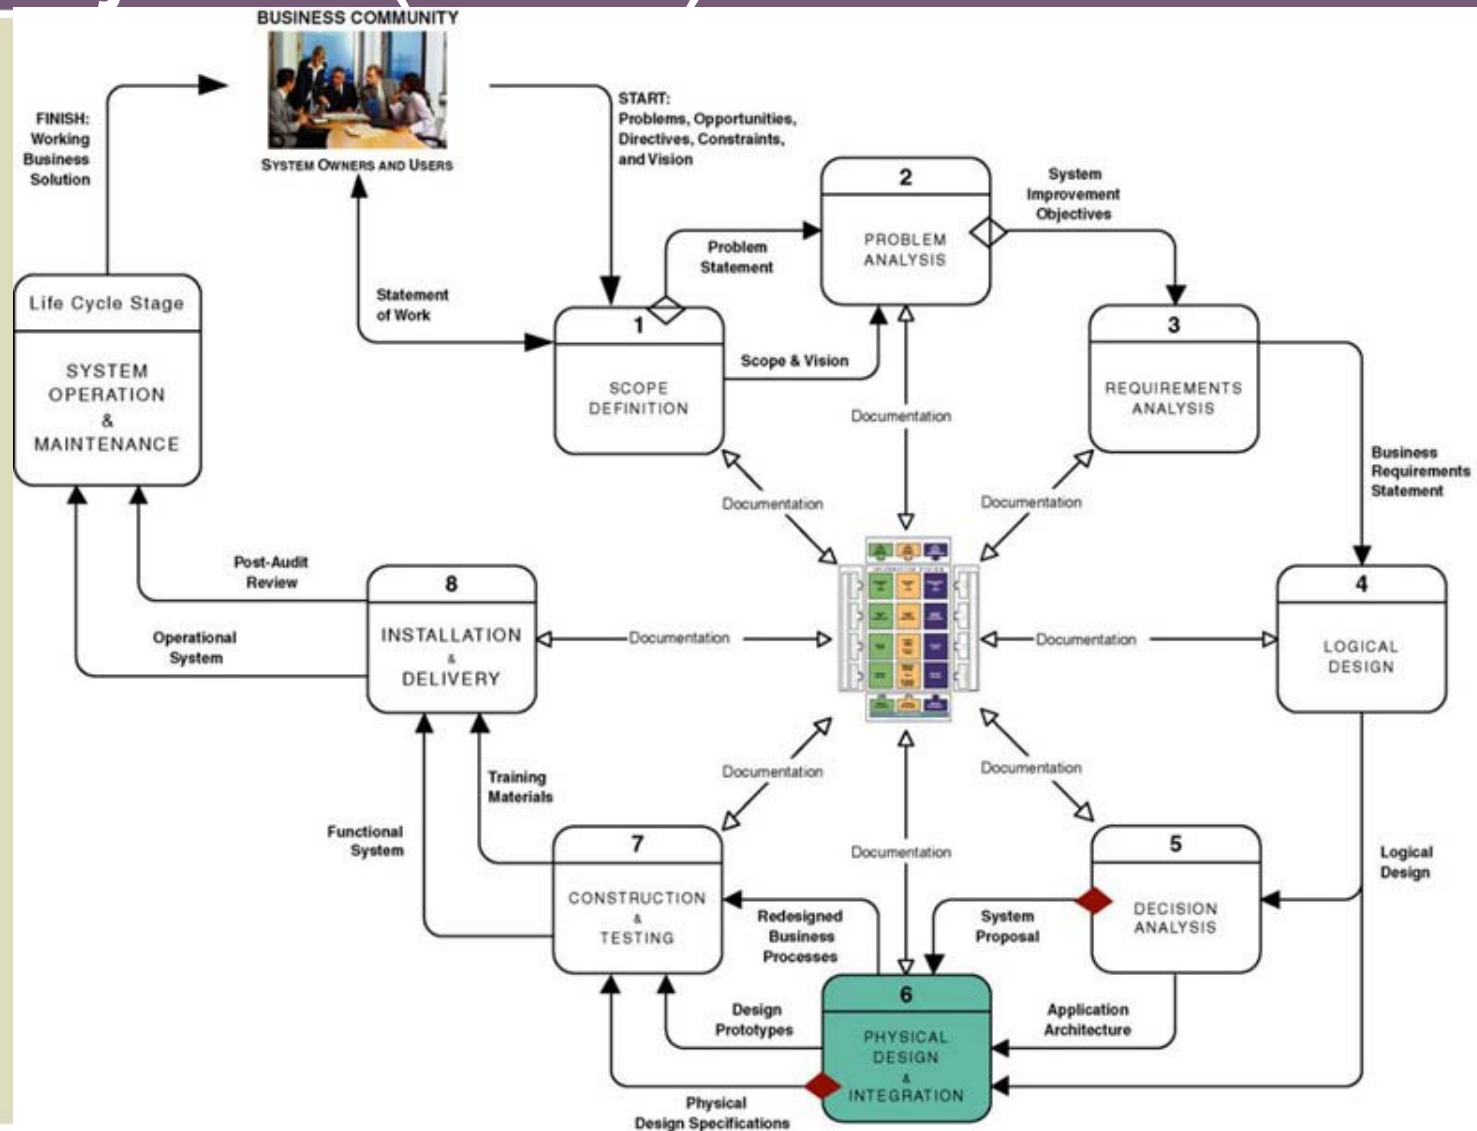 BUSINESS COMMUNITY
SYSTEM OWNERS AND USERS
FINISH:
Working
Business
Solution
START:
Problems, Opportunities,
Directives, Constraints,
and Vision
Statement
of Work
Problem
Statement
2
PROBLEM
ANALYSIS
System
Improvement
Objectives
Life Cycle Stage
SYSTEM
OPERATION
&
MAINTENANCE
1
SCOPE
DEFINITION
Scope & Vision
3
REQUIREMENTS
ANALYSIS
Documentation
Documentation
Documentation
Business
Requirements
Statement
Post-Audit
Review
Operational
System
8
INSTALLATION
&
DELIVERY
Documentation
Documentation
4
LOGICAL
DESIGN
Training
Materials
Functional
System
Documentation
Documentation
Documentation
7
CONSTRUCTION
&
TESTING
Redesigned
Business
Processes
System
Proposal
5
DECISION
ANALYSIS
Logical
Design
Design
Prototypes
6
PHYSICAL
DESIGN
&
INTEGRATION
Application
Architecture
Physical
Design Specifications